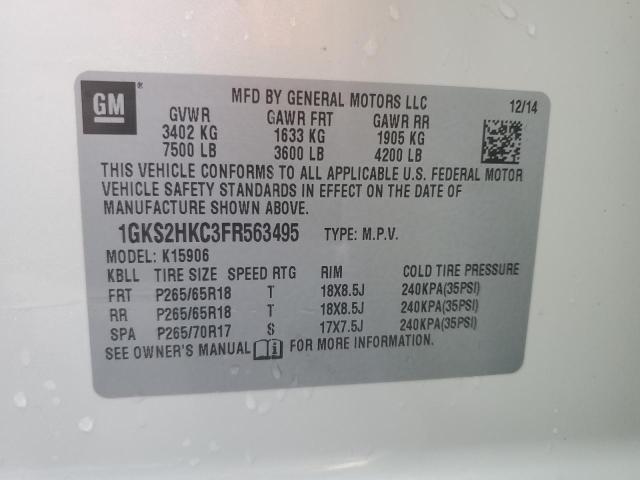 GM
MFD BY GENERAL MOTORS LLC 12/14
GVWR GAWR FRT GAWR RR
3402 KG 1633 KG 1905 KG
7500 LB 3600 LB 4200 LB
THIS VEHICLE CONFORMS TO ALL APPLICABLE U.S. FEDERAL MOTOR
VEHICLE SAFETY STANDARDS IN EFFECT ON THE DATE OF
MANUFACTURE SHOWN ABOVE.
1GKS2HKC3FR563495 TYPE: M.P.V.
MODEL: K15906
KBLL TIRE SIZE SPEED RTG RIM COLD TIRE PRESSURE
FRT P265/65R18 T 18X8.5J 240KPA(35PSI)
RR P265/65R18 T 18X8.5J 240KPA(35PSI)
SPA P265/70R17 S 17X7.5J 240KPA(35PSI)
SEE OWNER'S MANUAL FOR MORE INFORMATION.